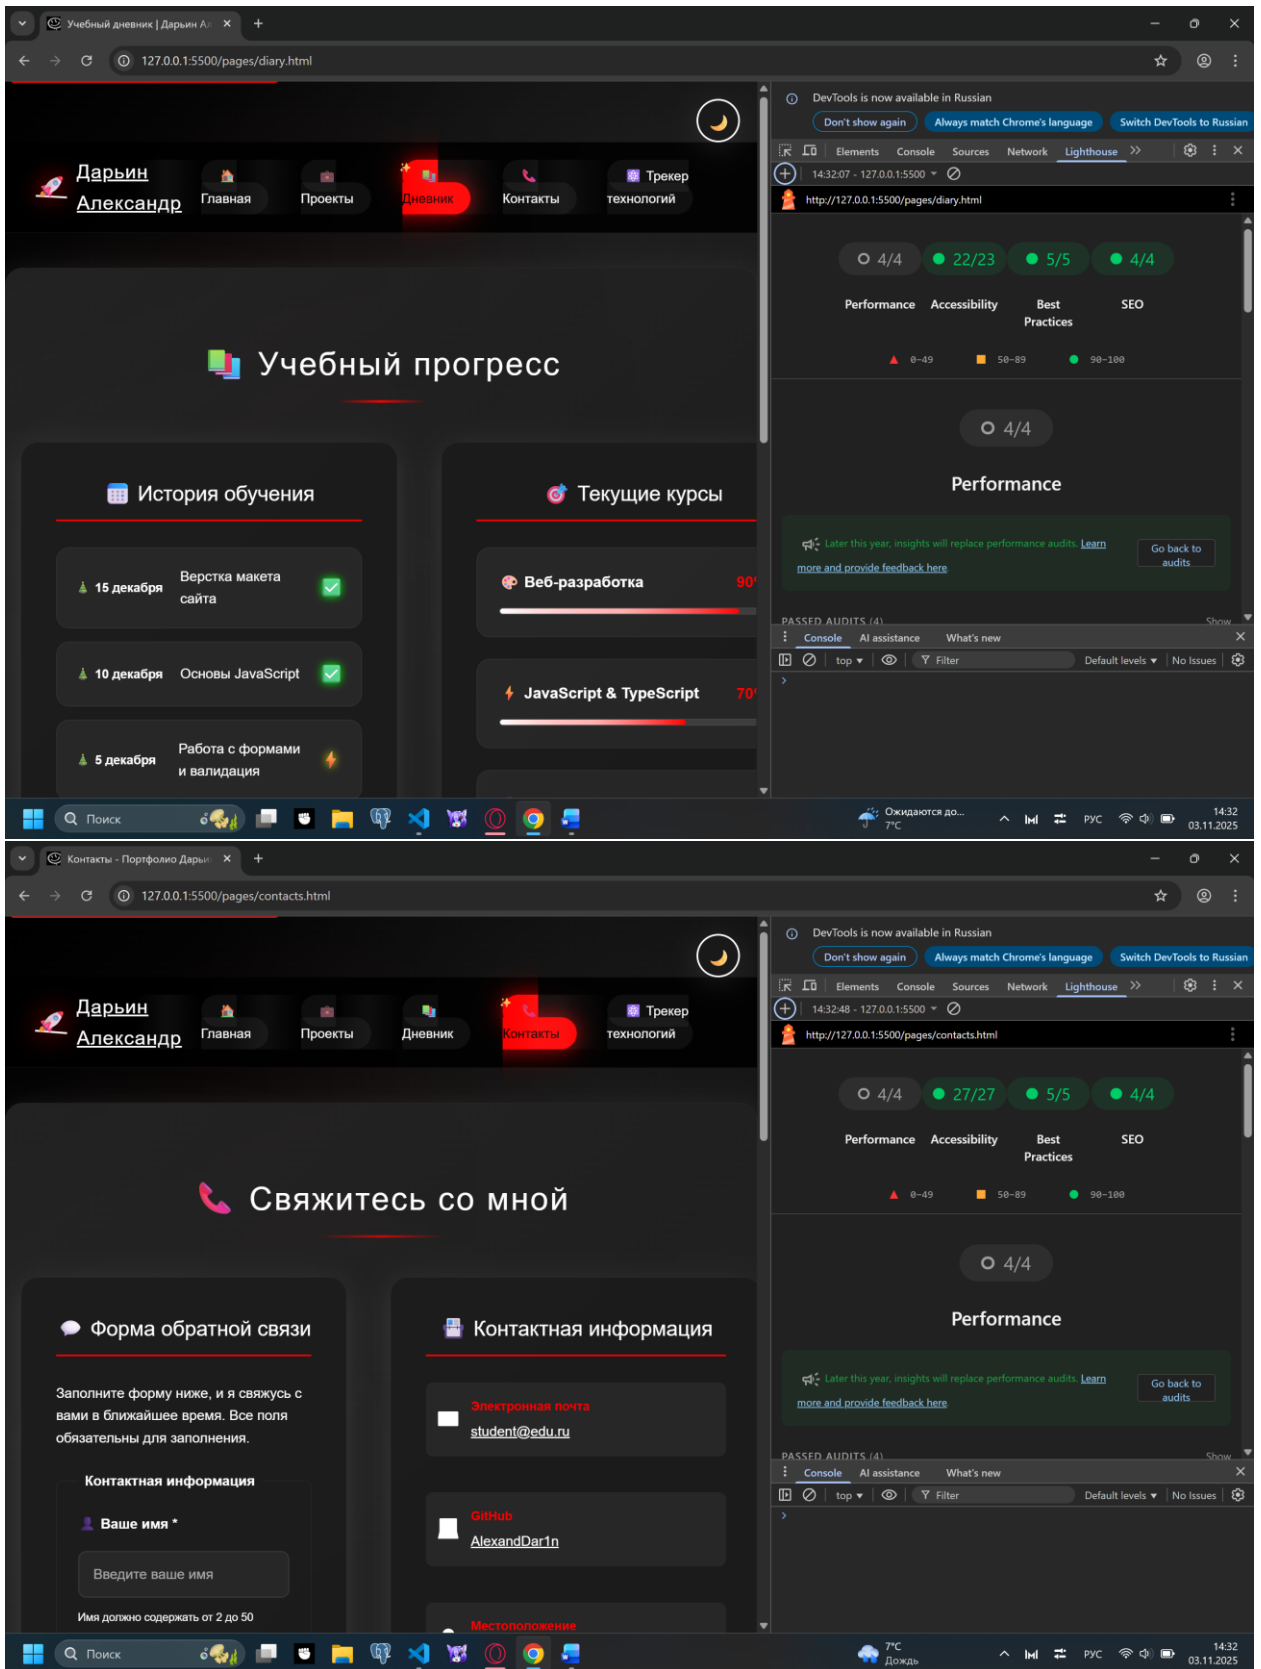 Учебный дневник | Дарьин Ал
127.0.0.1:5500/pages/diary.html
Дарьин
Александр
Главная
Проекты
Дневник
Контакты
Трекер
технологий
Учебный прогресс
История обучения
15 декабря
Верстка макета
сайта
10 декабря
Основы JavaScript
5 декабря
Работа с формами
и валидация
Текущие курсы
Веб-разработка
90%
JavaScript & TypeScript
70%
DevTools is now available in Russian
Don't show again
Always match Chrome's language
Switch DevTools to Russian
Elements Console Sources Network Lighthouse
14:32:07 - 127.0.0.1:5500
http://127.0.0.1:5500/pages/diary.html
4/4 22/23 5/5 4/4
Performance Accessibility Best SEO
Practices
0–49 50–89 90–100
4/4
Performance
Later this year, insights will replace performance audits. Learn
more and provide feedback here.
Go back to
audits
PASSED AUDITS (4)
Show
Console AI assistance What's new
top Filter Default levels No Issues
Поиск
Ожидаются до...
7°C
РУС
14:32
03.11.2025
Контакты - Портфолио Дарьи
127.0.0.1:5500/pages/contacts.html
Дарьин
Александр
Главная
Проекты
Дневник
Контакты
Трекер
технологий
Свяжитесь со мной
Форма обратной связи
Заполните форму ниже, и я свяжусь с
вами в ближайшее время. Все поля
обязательны для заполнения.
Контактная информация
Ваше имя *
Введите ваше имя
Имя должно содержать от 2 до 50
Контактная информация
Электронная почта
student@edu.ru
GitHub
AlexandDar1n
Местоположение
DevTools is now available in Russian
Don't show again
Always match Chrome's language
Switch DevTools to Russian
Elements Console Sources Network Lighthouse
14:32:48 - 127.0.0.1:5500
http://127.0.0.1:5500/pages/contacts.html
4/4 27/27 5/5 4/4
Performance Accessibility Best SEO
Practices
0–49 50–89 90–100
4/4
Performance
Later this year, insights will replace performance audits. Learn
more and provide feedback here.
Go back to
audits
PASSED AUDITS (4)
Show
Console AI assistance What's new
top Filter Default levels No Issues
Поиск
7°C
Дождь
РУС
14:32
03.11.2025